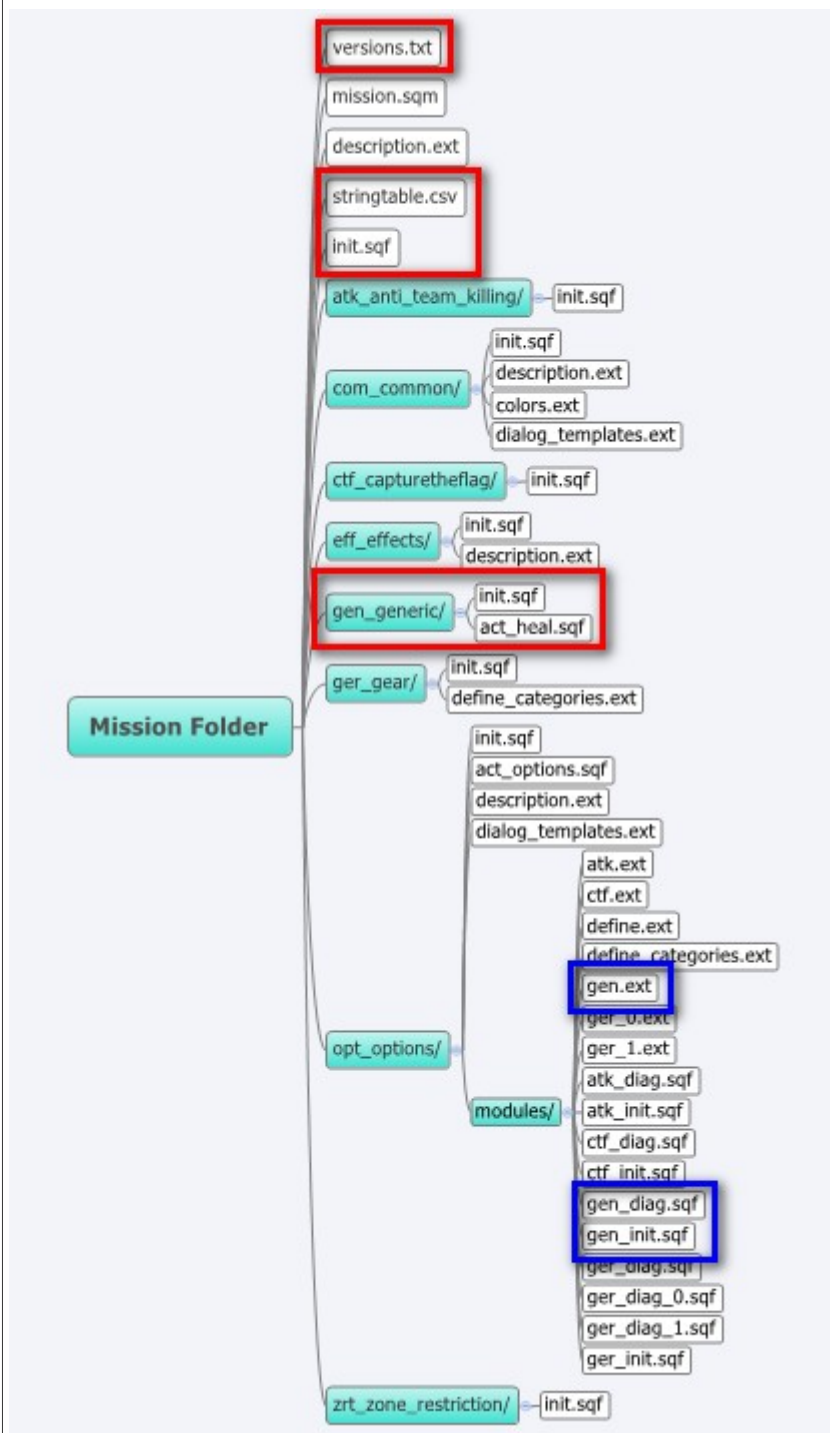 versions.txt
mission.sqm
description.ext
stringtable.csv
init.sqf
atk_anti_team_killing/
init.sqf
com_common/
init.sqf
description.ext
colors.ext
dialog_templates.ext
ctf_capturetheflag/
init.sqf
eff_effects/
init.sqf
description.ext
gen_generic/
init.sqf
act_heal.sqf
ger_gear/
init.sqf
define_categories.ext
Mission Folder
opt_options/
init.sqf
act_options.sqf
description.ext
dialog_templates.ext
modules/
atk.ext
ctf.ext
define.ext
define_categories.ext
gen.ext
ger_0.ext
ger_1.ext
atk_diag.sqf
atk_init.sqf
ctf_diag.sqf
ctf_init.sqf
gen_diag.sqf
gen_init.sqf
ger_diag.sqf
ger_diag_0.sqf
ger_diag_1.sqf
ger_init.sqf
zrt_zone_restriction/
init.sqf